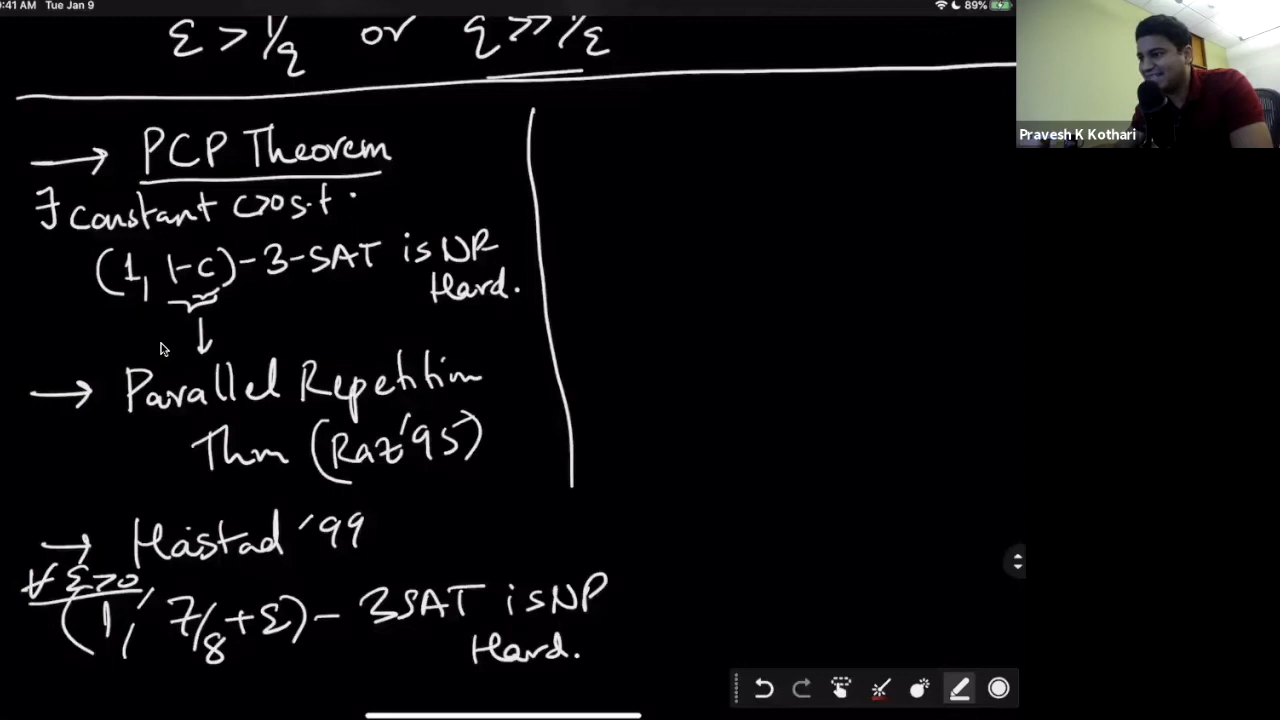 9:41 AM Tue Jan 9
89%
ε > 1/q or q >> 1/ε
→ PCP Theorem
∃ constant c>0 s.t.
(1, 1-c)-3-SAT is NP
Hard.
→ Parallel Repetition
Thm (Raz '95)
→ Håstad '99
∀ ε>0
(1, 7/8+ε)- 3SAT is NP
Hard.
Pravesh K Kothari